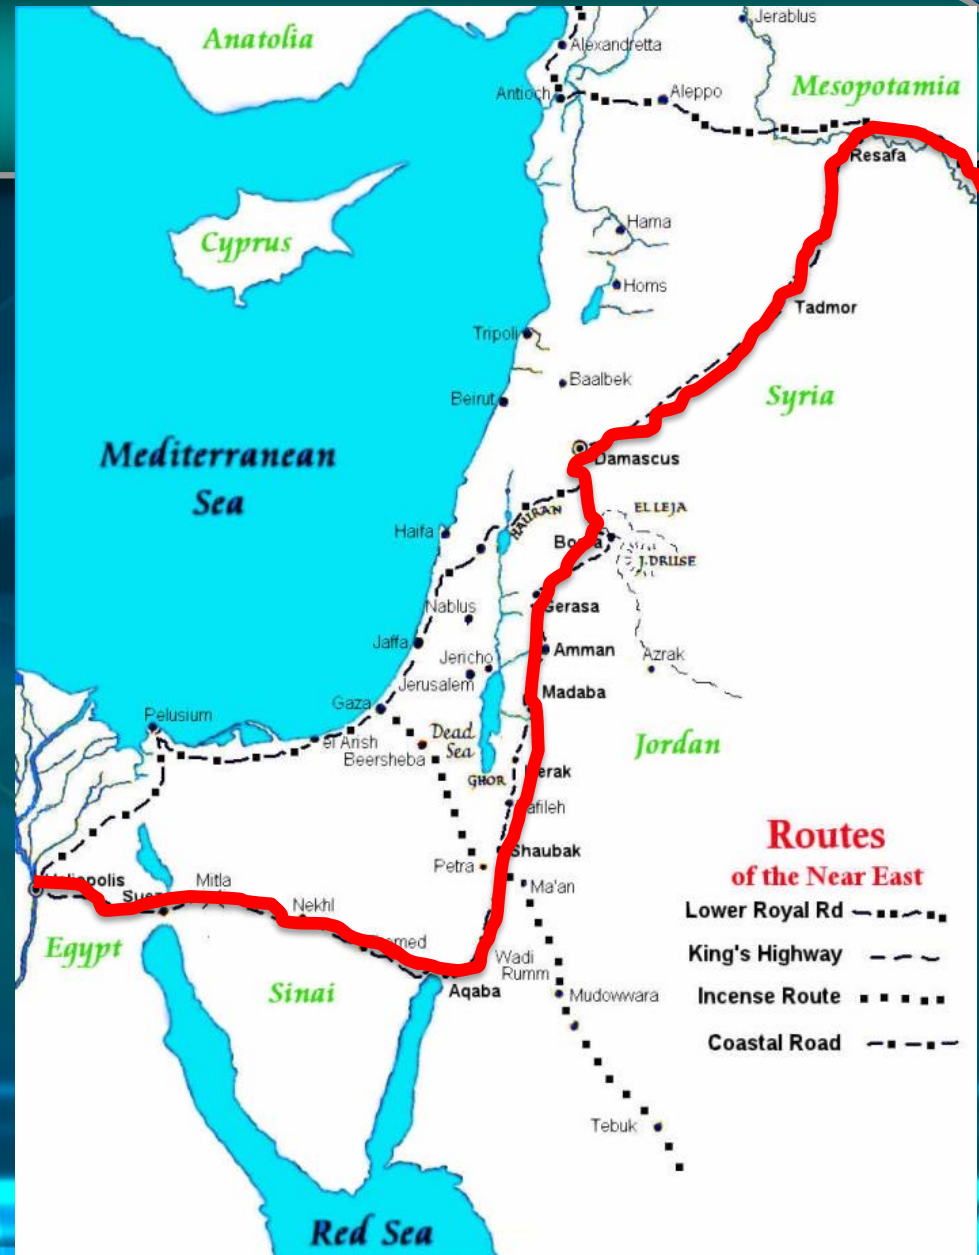 Jerablus
Anatolia
Alexandretta
Antioch
Aleppo
Mesopotamia
Resafa
Hama
Cyprus
Homs
Tadmor
Tripoli
Baalbek
Beirut
Syria
Mediterranean
Sea
Damascus
HAURAN
EL LEJA
Haifa
J.DRUSE
Nablus
Gerasa
Jaffa
Amman
Jericho
Azrak
Jerusalem
Madaba
Gaza
Pelusium
el Arish
Dead
Sea
Jordan
Beersheba
GHOR
Shaubak
Petra
Ma'an
Mitla
Nekhl
Egypt
Wadi
Rumm
Sinai
Aqaba
Mudowwara
Tebuk
Red Sea
Routes
of the Near East
Lower Royal Rd
King's Highway
Incense Route
Coastal Road